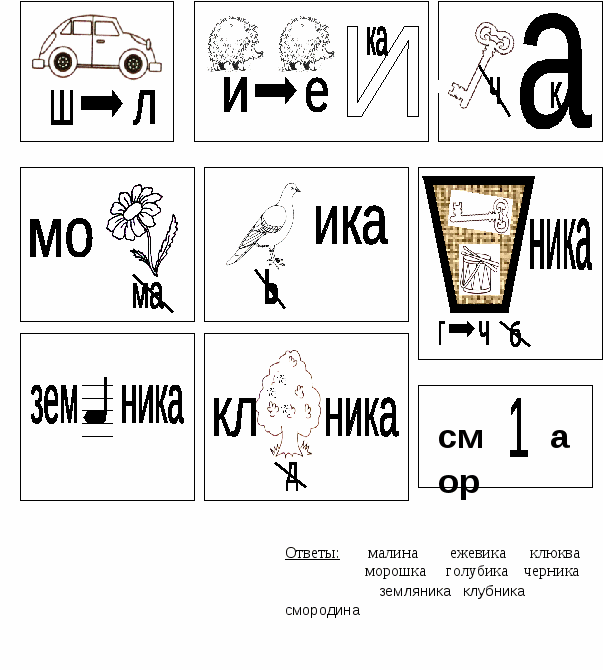 ш л
и е
ка
И
ч
к
а
мо
ма
ика
ь
ника
г ч б
зем ника
кл ника
д
см 1 а
ор
Ответы: малина ежевика клюква
морошка голубика черника
земляника клубника
смородина